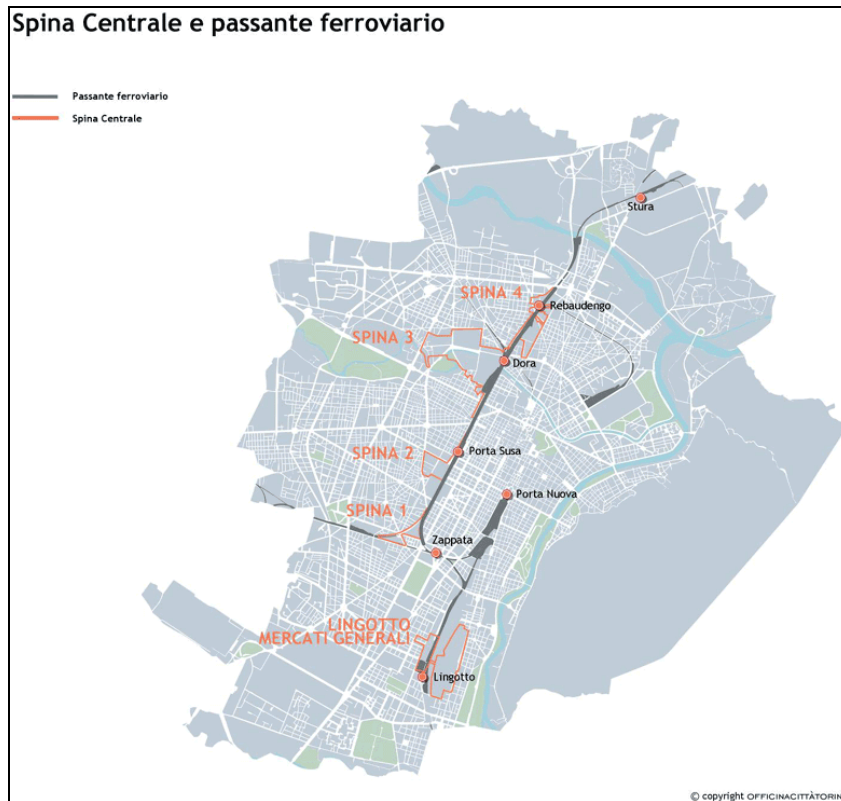 Spina Centrale e passante ferroviario
Passante ferroviario
Spina Centrale
Stura
SPINA 4
Rebaudengo
SPINA 3
Dora
SPINA 2
Porta Susa
Porta Nuova
SPINA 1
Zappata
LINGOTTO
MERCATI GENERALI
Lingotto
© copyright OFFICINACITTÀTORIN